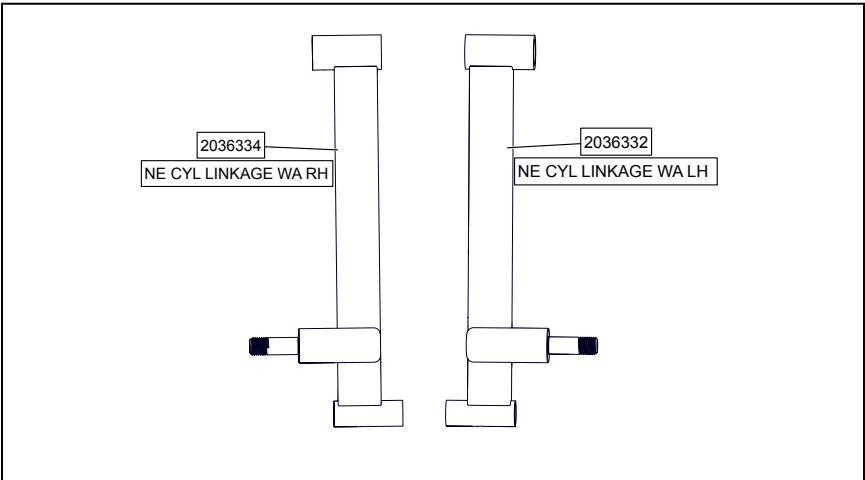 2036334
NE CYL LINKAGE WA RH
2036332
NE CYL LINKAGE WA LH